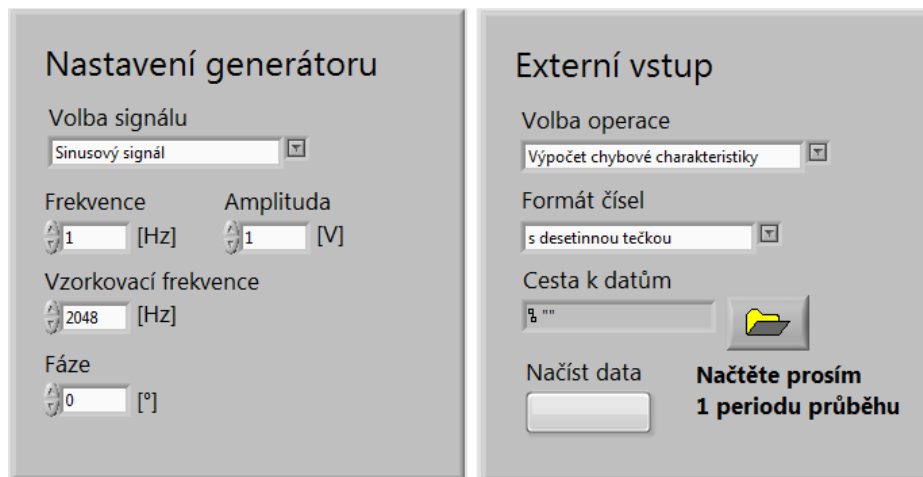 Nastavení generátoru
Volba signálu
Sinusový signál
Frekvence Amplituda
1 [Hz] 1 [V]
Vzorkovací frekvence
2048 [Hz]
Fáze
0 [°]
Externí vstup
Volba operace
Výpočet chybové charakteristiky
Formát čísel
s desetinnou tečkou
Cesta k datům
""
Načíst data
Načtěte prosím
1 periodu průběhu